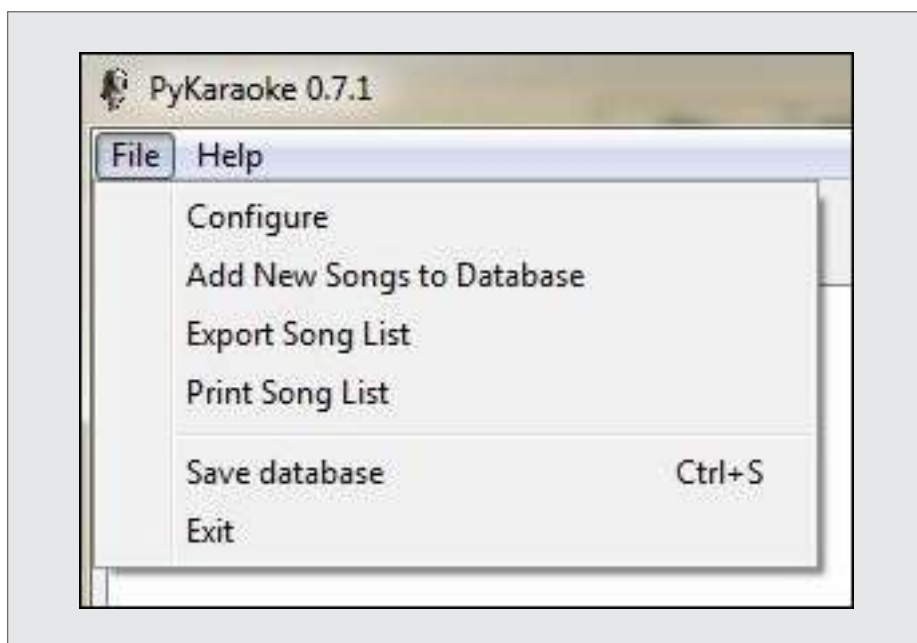 PyKaraoke 0.7.1
File Help
Configure
Add New Songs to Database
Export Song List
Print Song List
Save database Ctrl+S
Exit